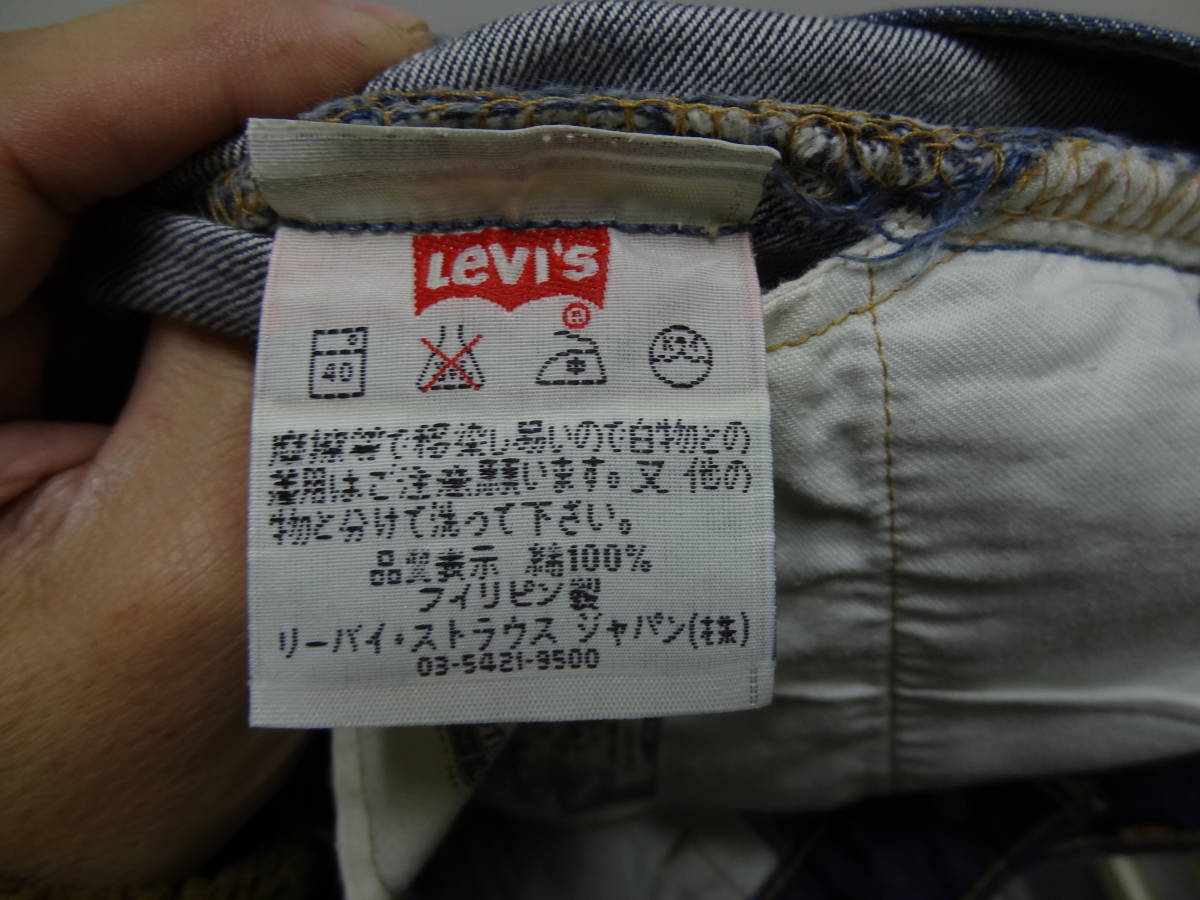 LEVI'S
®
40
摩擦等で移染し易いので白物との
着用はご注意願います。又 他の
物と分けて洗って下さい。
品質表示 綿100%
フィリピン製
リーバイ・ストラウス ジャパン(株)
03-5421-9500